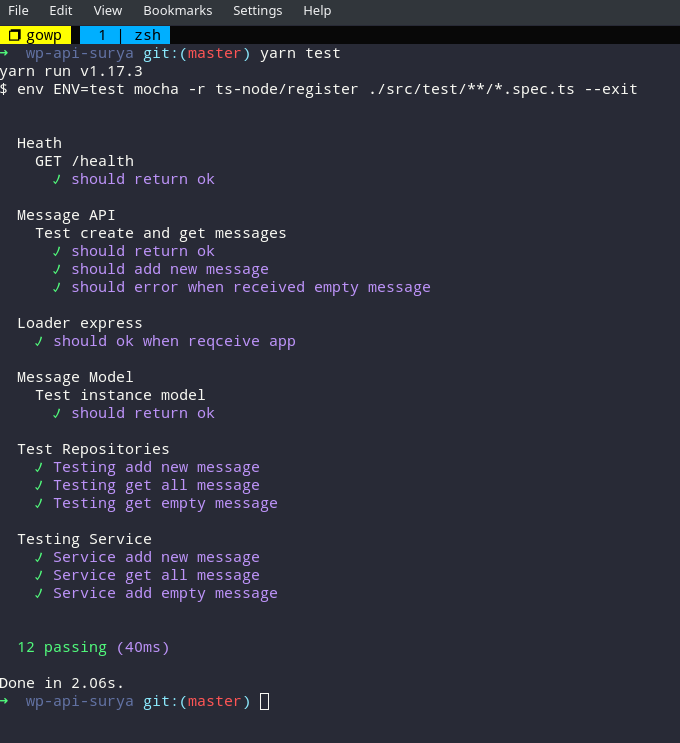 File Edit View Bookmarks Settings Help
gowp 1 | zsh
→ wp-api-surya git:(master) yarn test
yarn run v1.17.3
$ env ENV=test mocha -r ts-node/register ./src/test/**/*.spec.ts --exit
Heath
GET /health
✓ should return ok
Message API
Test create and get messages
✓ should return ok
✓ should add new message
✓ should error when received empty message
Loader express
✓ should ok when reqceive app
Message Model
Test instance model
✓ should return ok
Test Repositories
✓ Testing add new message
✓ Testing get all message
✓ Testing get empty message
Testing Service
✓ Service add new message
✓ Service get all message
✓ Service add empty message
12 passing (40ms)
Done in 2.06s.
→ wp-api-surya git:(master)